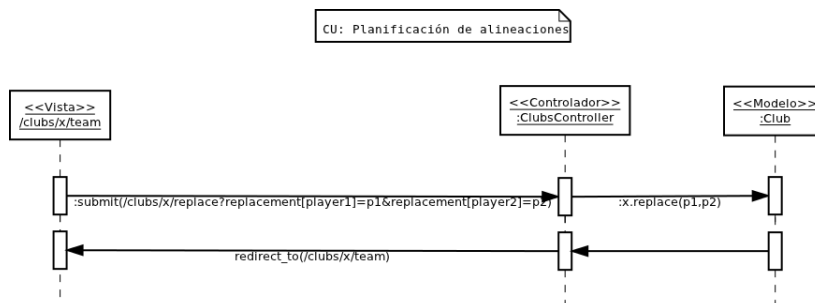 CU: Planificación de alineaciones
<<Vista>>
/clubs/x/team
<<Controlador>>
:ClubsController
<<Modelo>>
:Club
:submit(/clubs/x/replace?replacement[player1]=p1&replacement[player2]=p2)
:x.replace(p1,p2)
redirect_to(/clubs/x/team)